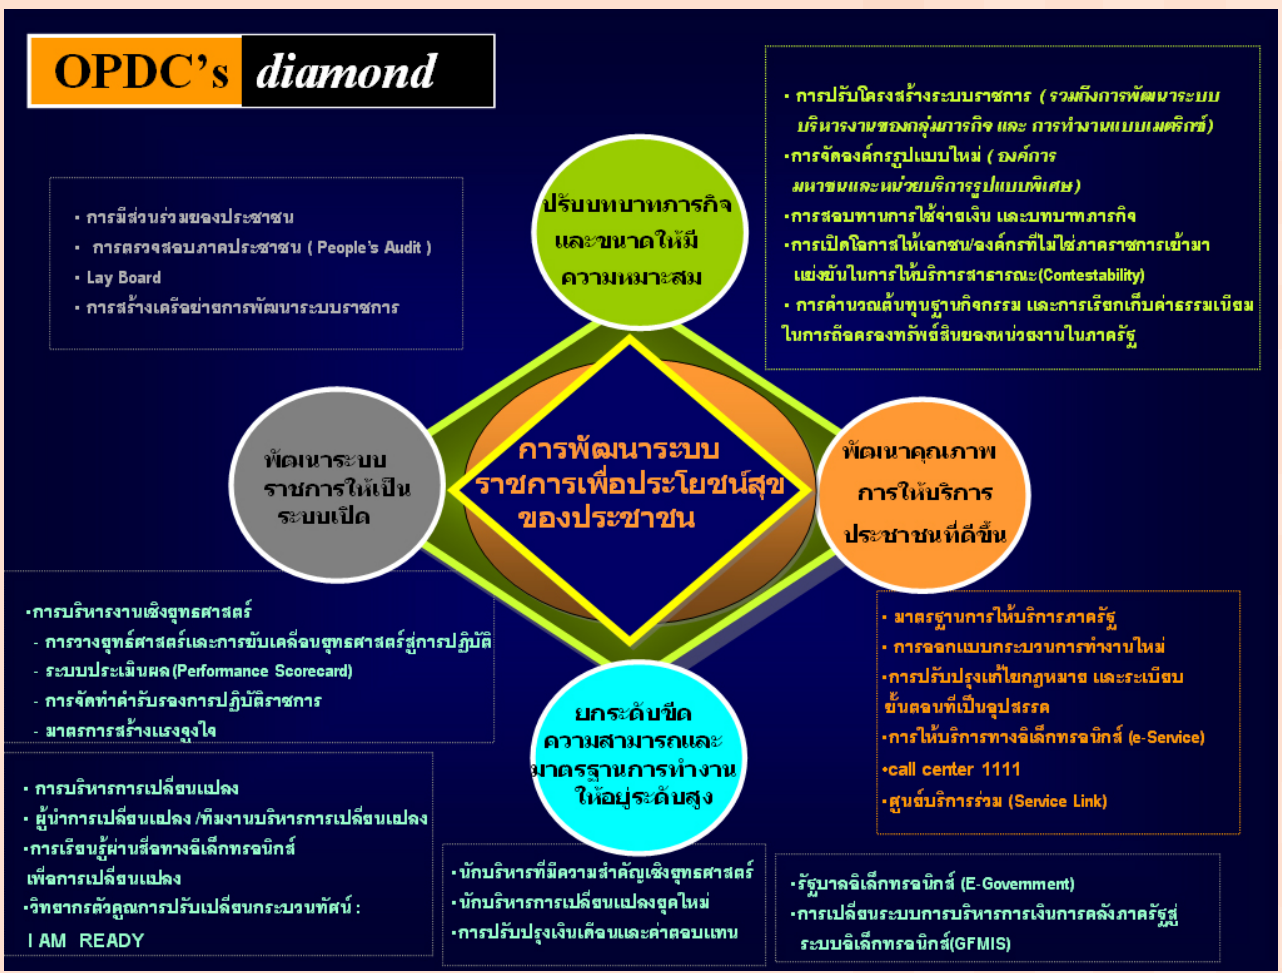 OPDC's diamond
▪ การปรับโครงสร้างระบบราชการ (รวมถึงการพัฒนาระบบ
บริหารงานของกลุ่มภารกิจ และ การทำงานแบบเมตริกซ์)
▪การจัดองค์กรรูปแบบใหม่ (องค์การ
มหาชนและหน่วยบริการรูปแบบพิเศษ)
▪การสอบทานการใช้จ่ายเงิน และบทบาทภารกิจ
▪การเปิดโอกาสให้เอกชน/องค์กรที่ไม่ใช่ภาคราชการเข้ามา
แข่งขันในการให้บริการสาธารณะ(Contestability)
▪ การคำนวณต้นทุนฐานกิจกรรม และการเรียกเก็บค่าธรรมเนียม
ในการถือครองทรัพย์สินของหน่วยงานในภาครัฐ
▪ การมีส่วนร่วมของประชาชน
▪ การตรวจสอบภาคประชาชน ( People's Audit )
▪ Lay Board
▪ การสร้างเครือข่ายการพัฒนาระบบราชการ
ปรับบทบาทภารกิจ
และขนาดให้มี
ความหมาะสม
พัฒนาระบบ
ราชการให้เป็น
ระบบเปิด
การพัฒนาระบบ
ราชการเพื่อประโยชน์สุข
ของประชาชน
พัฒนาคุณภาพ
การให้บริการ
ประชาชนที่ดีขึ้น
▪การบริหารงานเชิงยุทธศาสตร์
- การวางยุทธ์ศาสตร์และการขับเคลื่อนยุทธศาสตร์สู่การปฏิบัติ
- ระบบประเมินผล(Performance Scorecard)
- การจัดทำคำรับรองการปฏิบัติราชการ
- มาตรการสร้างแรงจูงใจ
▪ มาตรฐานการให้บริการภาครัฐ
▪ การออกแบบกระบวนการทำงานใหม่
▪การปรับปรุงแก้ไขกฎหมาย และระเบียบ
ขั้นตอนที่เป็นอุปสรรค
▪การให้บริการทางอิเล็กทรอนิกส์ (e-Service)
•call center 1111
▪ศูนย์บริการร่วม (Service Link)
ยกระดับขีด
ความสามารถและ
มาตรฐานการทำงาน
ให้อยู่ระดับสูง
▪ การบริหารการเปลี่ยนแปลง
▪ ผู้นำการเปลี่ยนแปลง /ทีมงานบริหารการเปลี่ยนแปลง
▪การเรียนรู้ผ่านสื่อทางอีเล็กทรอนิกส์
เพื่อการเปลี่ยนแปลง
▪วิทยากรตัวคูณการปรับเปลี่ยนกระบวนทัศน์ :
I AM READY
▪นักบริหารที่มีความสำคัญเชิงยุทธศาสตร์
▪นักบริหารการเปลี่ยนแปลงยุคใหม่
▪การปรับปรุงเงินเดือนและค่าตอบแทน
▪รัฐบาลอิเล็กทรอนิกส์ (E-Government)
▪การเปลี่ยนระบบการบริหารการเงินการคลังภาครัฐสู่
ระบบอิเล็กทรอนิกส์(GFMIS)